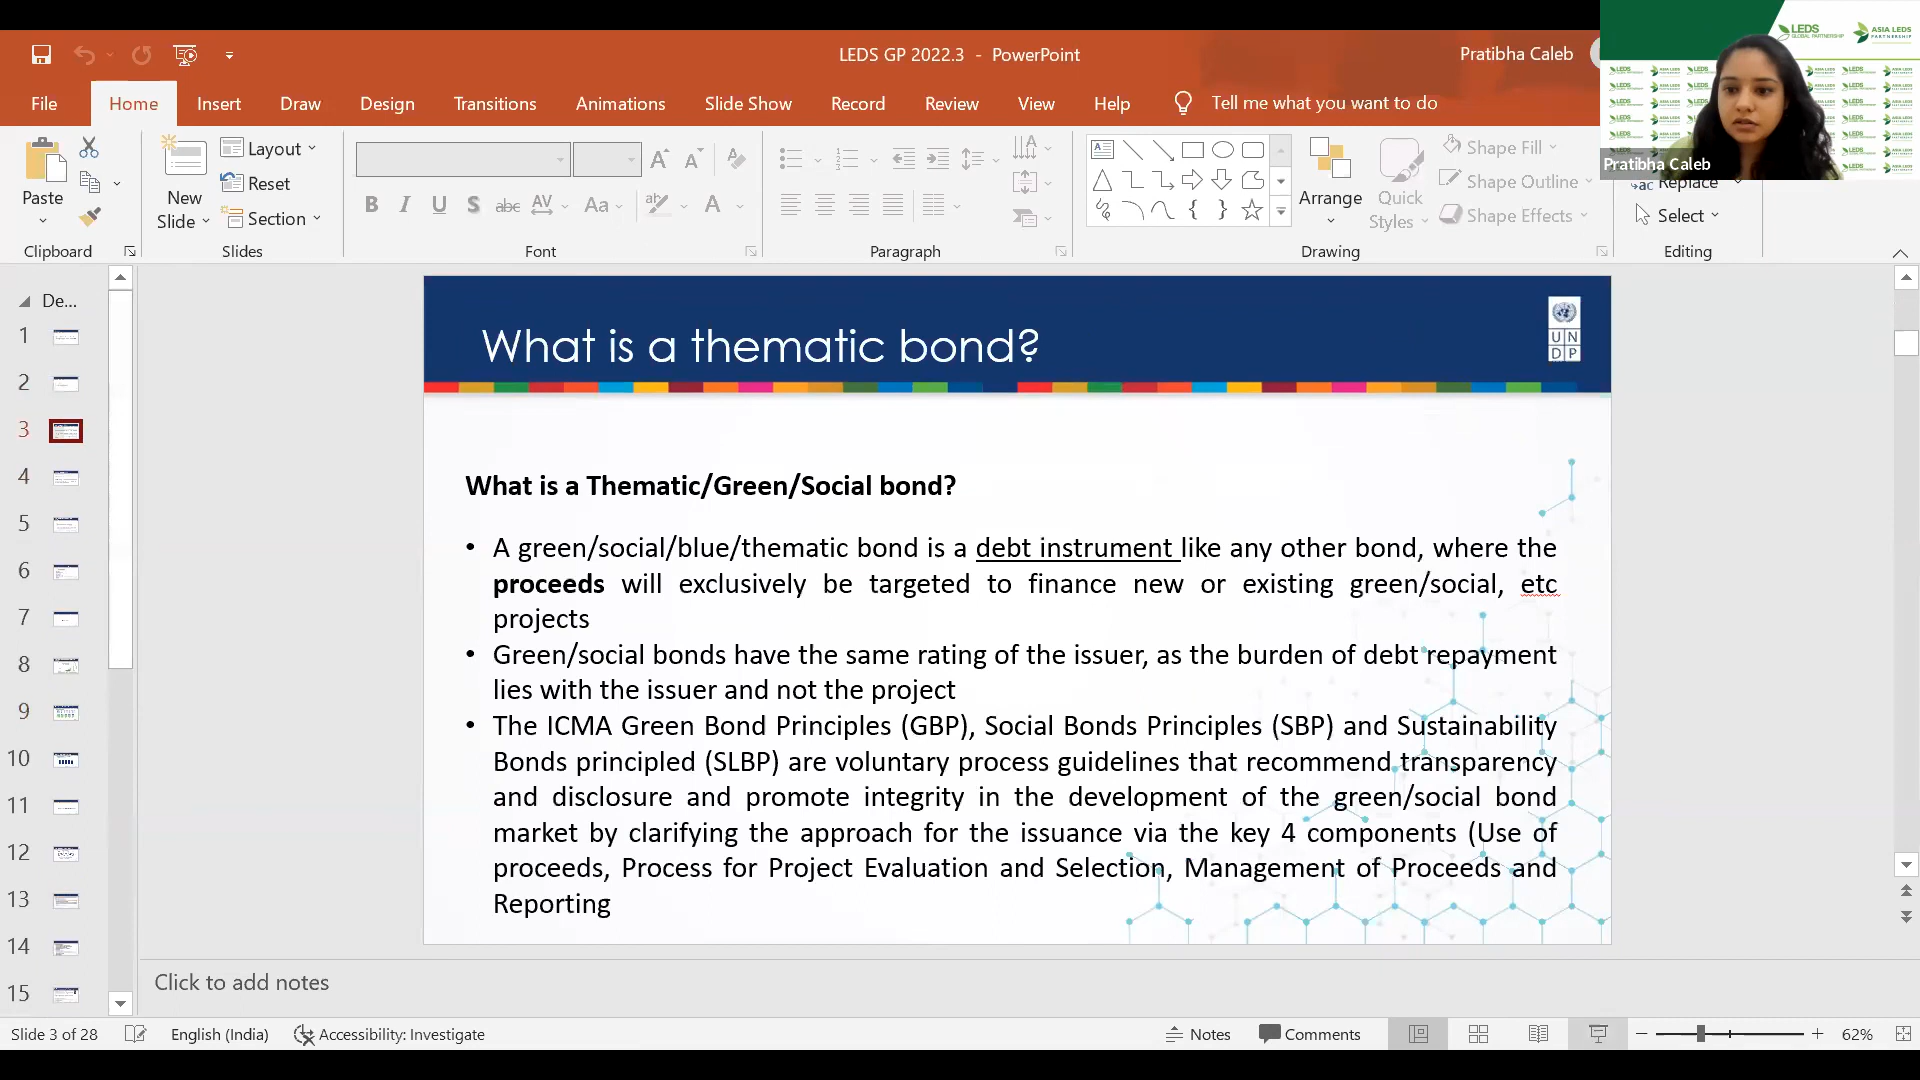 LEDS GP 2022.3 - PowerPoint
Pratibha Caleb
LEDS
GLOBAL PARTNERSHIP
ASIA LEDS
PARTNERSHIP
File Home Insert Draw Design Transitions Animations Slide Show Record Review View Help Tell me what you want to do
Pratibha Caleb
Paste
New
Slide
Layout
Reset
Section
B I U S abc AV Aa A
Arrange
Quick
Styles
Shape Fill
Shape Outline
Shape Effects
Replace
Select
Clipboard Slides Font Paragraph Drawing Editing
De...
1
2
3
4
5
6
7
8
9
10
11
12
13
14
15
What is a thematic bond?
U N
D P
What is a Thematic/Green/Social bond?
• A green/social/blue/thematic bond is a debt instrument like any other bond, where the
proceeds will exclusively be targeted to finance new or existing green/social, etc
projects
• Green/social bonds have the same rating of the issuer, as the burden of debt repayment
lies with the issuer and not the project
• The ICMA Green Bond Principles (GBP), Social Bonds Principles (SBP) and Sustainability
Bonds principled (SLBP) are voluntary process guidelines that recommend transparency
and disclosure and promote integrity in the development of the green/social bond
market by clarifying the approach for the issuance via the key 4 components (Use of
proceeds, Process for Project Evaluation and Selection, Management of Proceeds and
Reporting
Click to add notes
Slide 3 of 28 English (India) Accessibility: Investigate Notes Comments 62%